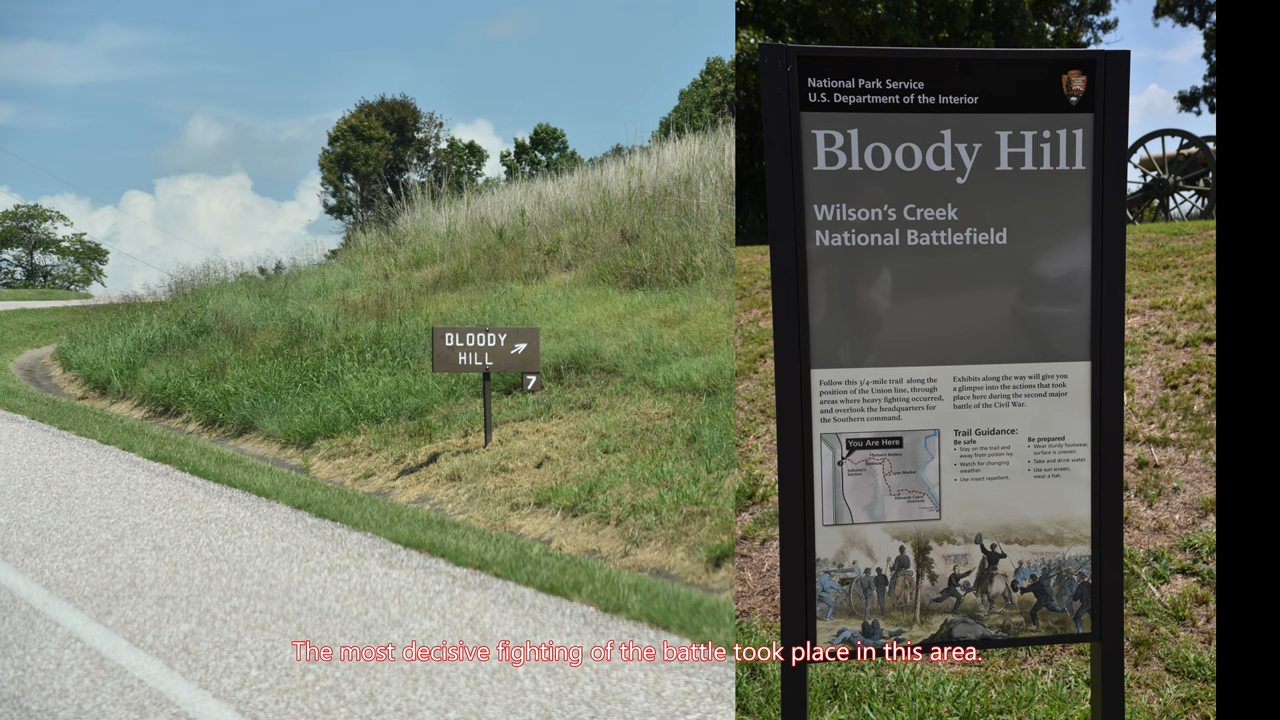 BLOODY
HILL
7
National Park Service
U.S. Department of the Interior
Bloody Hill
Wilson's Creek
National Battlefield
Follow this 3/4-mile trail along the
position of the Union line, through
areas where heavy fighting occurred,
and overlook the headquarters for
the Southern command.
Exhibits along the way will give you
a glimpse into the actions that took
place here during the second major
battle of the Civil War.
You Are Here
Trail Guidance:
Be safe
• Stay on the trail and
away from poison ivy.
• Watch for changing
weather.
• Use insect repellent.
Be prepared
• Wear sturdy footwear,
surface is uneven.
• Take and drink water.
• Use sun screen,
wear a hat.
The most decisive fighting of the battle took place in this area.